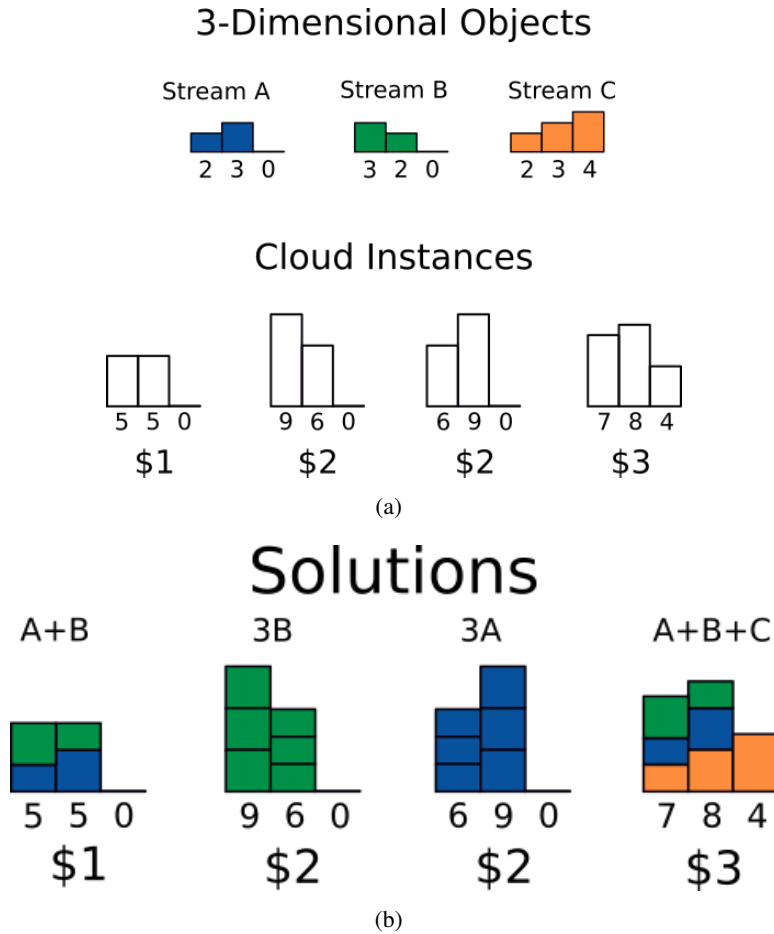 3-Dimensional Objects
Stream A Stream B Stream C
2 3 0 3 2 0 2 3 4
Cloud Instances
5 5 0 9 6 0 6 9 0 7 8 4
$1 $2 $2 $3
(a)
Solutions
A+B 3B 3A A+B+C
5 5 0 9 6 0 6 9 0 7 8 4
$1 $2 $2 $3
(b)